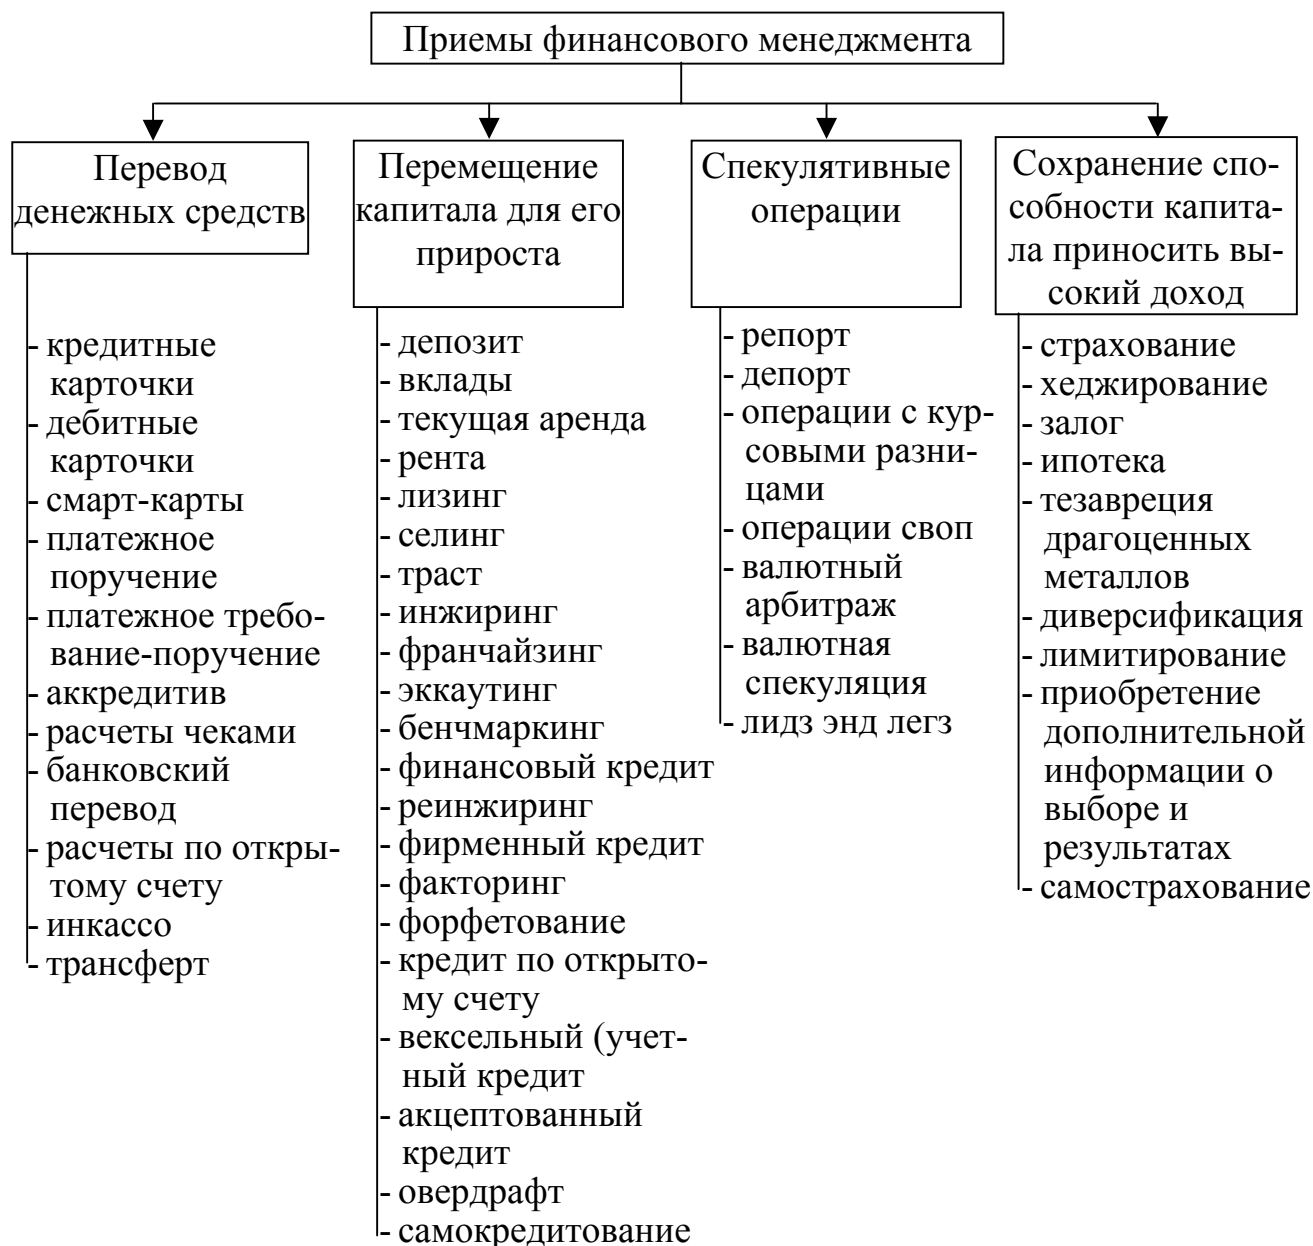 Приемы финансового менеджмента
Перевод
денежных средств
- кредитные
карточки
- дебитные
карточки
- смарт-карты
- платежное
поручение
- платежное требо-
вание-поручение
- аккредитив
- расчеты чеками
- банковский
перевод
- расчеты по откры-
тому счету
- инкассо
- трансферт
Перемещение
капитала для его
прироста
- депозит
- вклады
- текущая аренда
- рента
- лизинг
- селинг
- траст
- инжиринг
- франчайзинг
- эккаутинг
- бенчмаркинг
- финансовый кредит
- реинжиринг
- фирменный кредит
- факторинг
- форфетование
- кредит по открыто-
му счету
- вексельный (учет-
ный кредит
- акцептованный
кредит
- овердрафт
- самокредитование
Спекулятивные
операции
- репорт
- депорт
- операции с кур-
совыми разни-
цами
- операции своп
- валютный
арбитраж
- валютная
спекуляция
- лидз энд легз
Сохранение спо-
собности капита-
ла приносить вы-
сокий доход
- страхование
- хеджирование
- залог
- ипотека
- тезавреция
драгоценных
металлов
- диверсификация
- лимитирование
- приобретение
дополнительной
информации о
выборе и
результатах
- самострахование